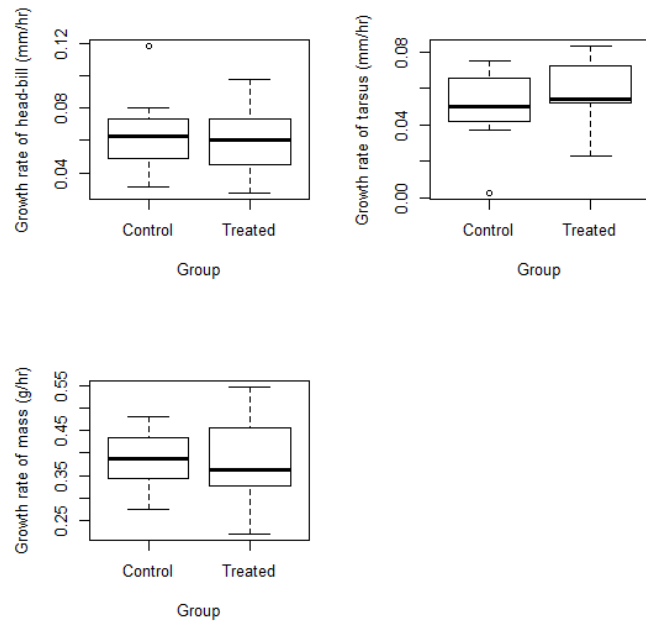 Growth rate of head-bill (mm/hr)
0.12
0.08
0.04
Control Treated
Group
Growth rate of tarsus (mm/hr)
0.08
0.04
0.00
Control Treated
Group
Growth rate of mass (g/hr)
0.55
0.45
0.35
0.25
Control Treated
Group